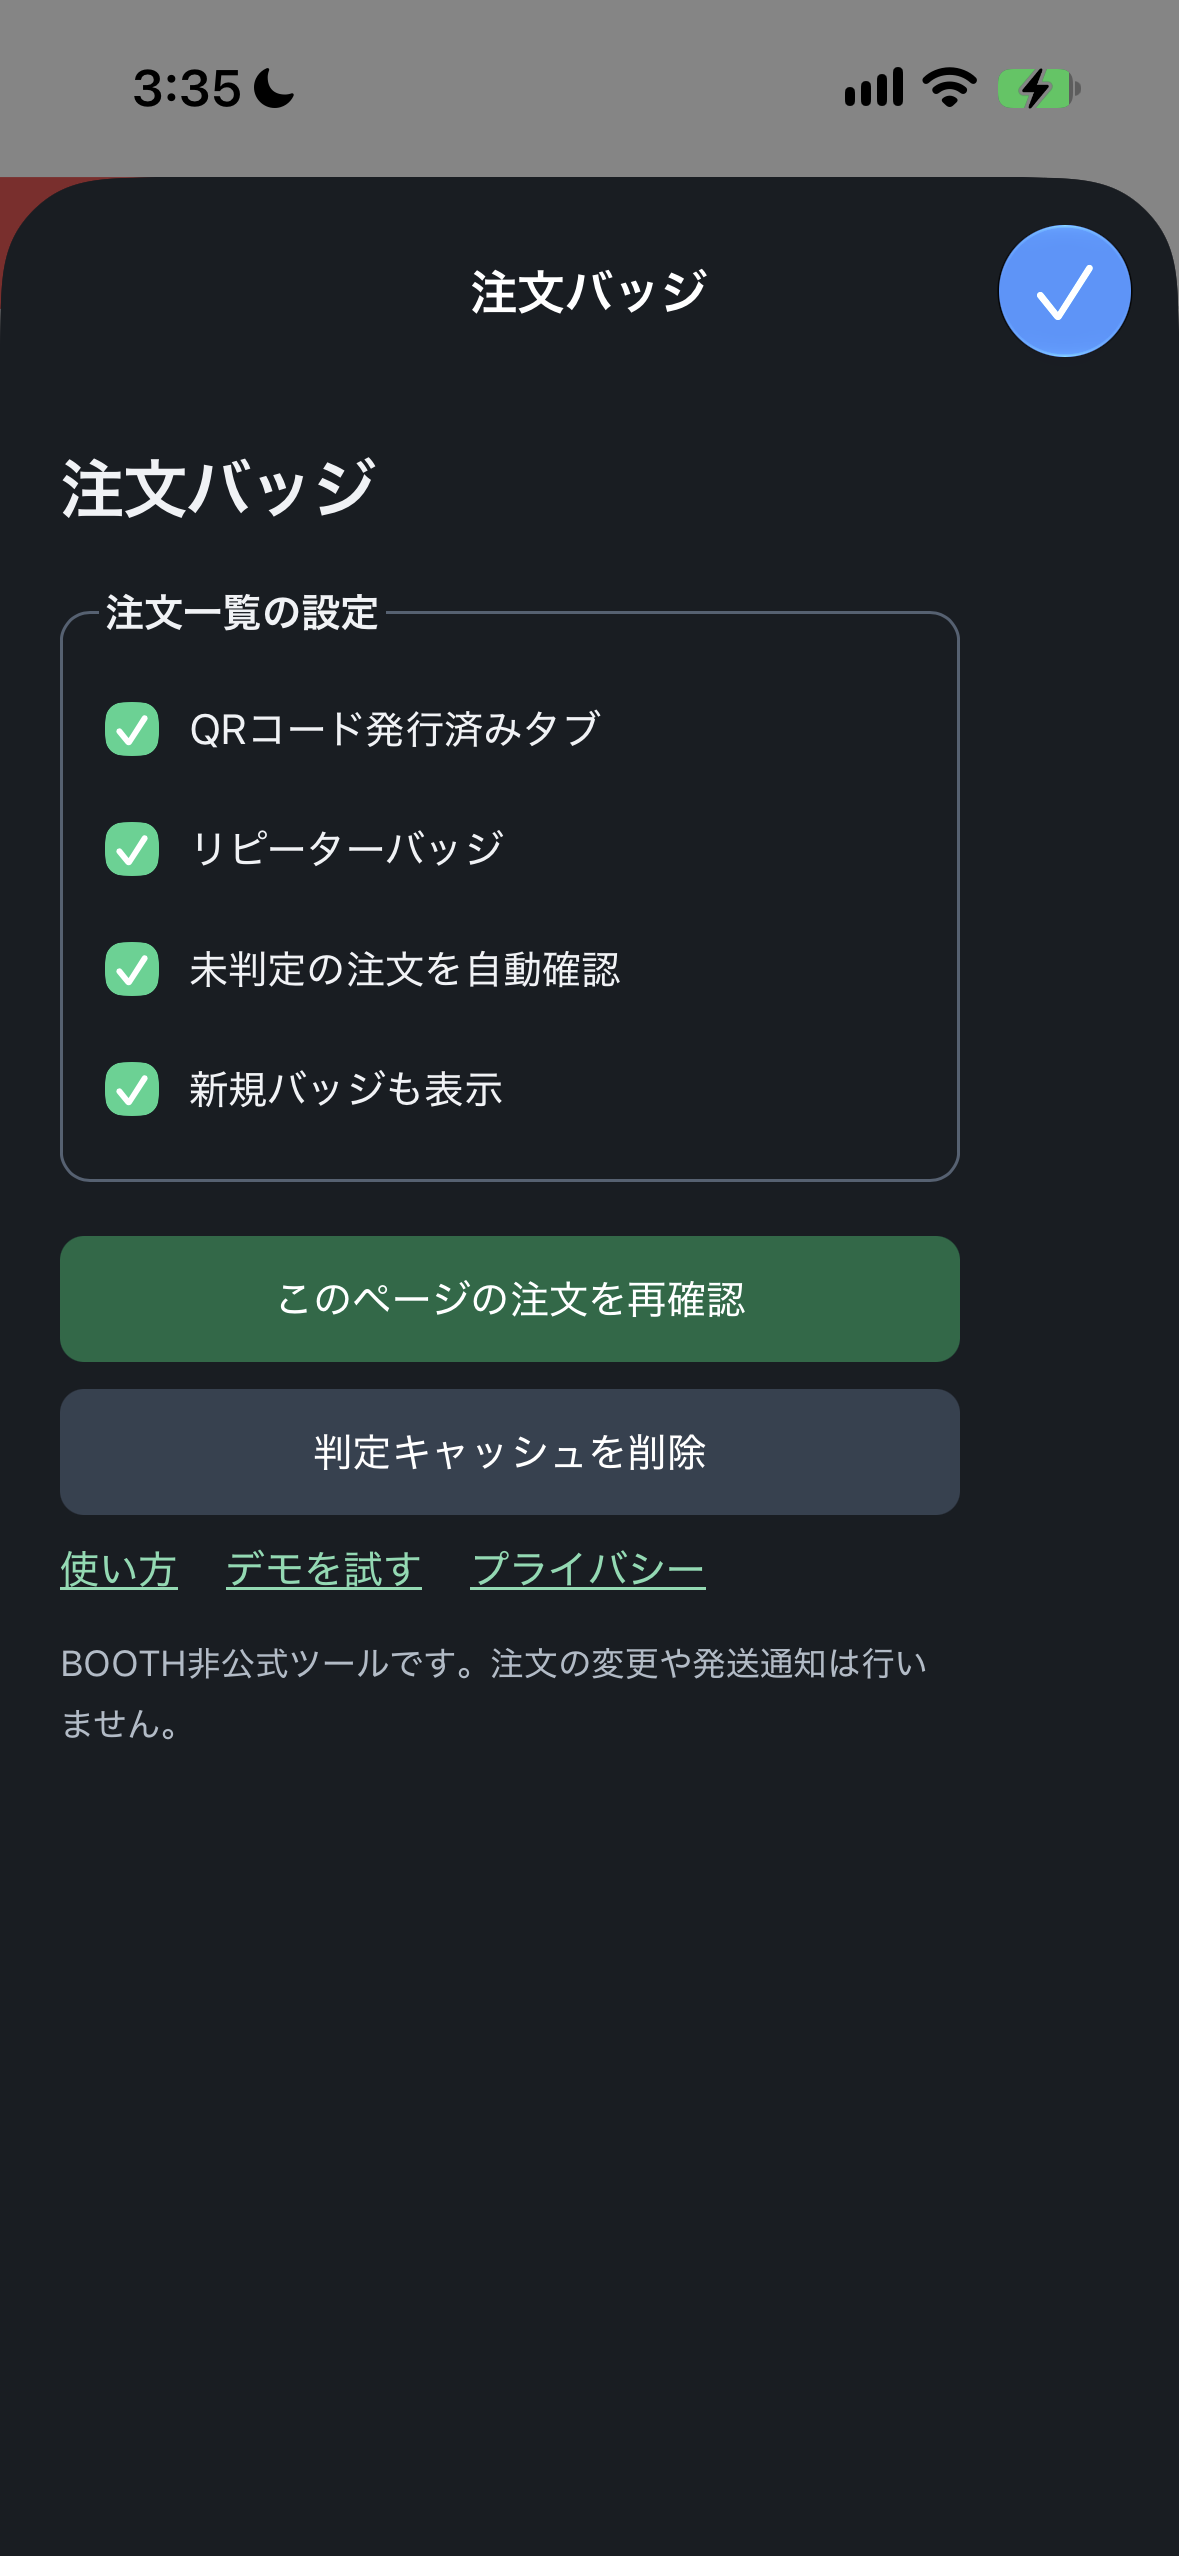 3:35
注文バッジ
注文バッジ
注文一覧の設定
QRコード発行済みタブ
リピーターバッジ
未判定の注文を自動確認
新規バッジも表示
このページの注文を再確認
判定キャッシュを削除
使い方 デモを試す プライバシー
BOOTH非公式ツールです。注文の変更や発送通知は行い
ません。